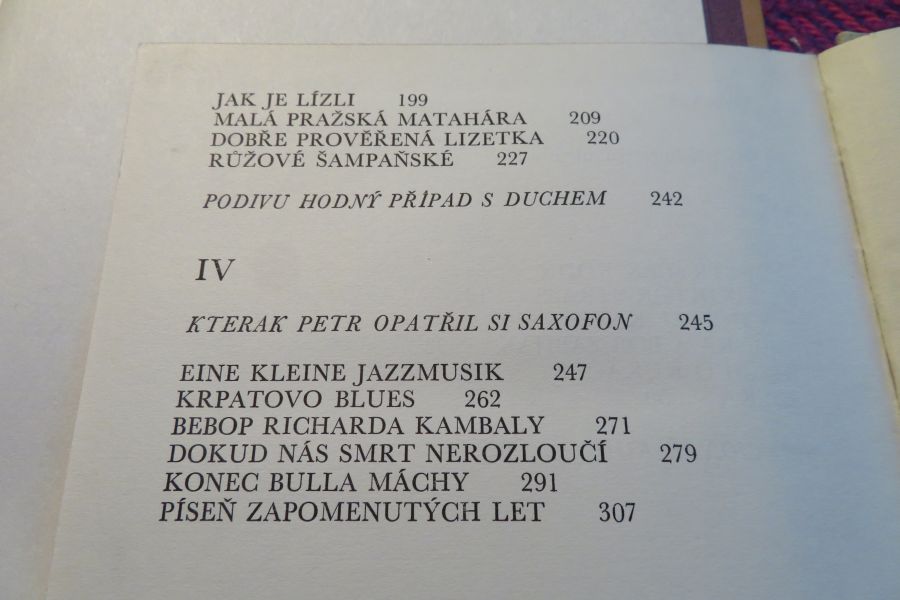 JAK JE LÍZLI 199
MALÁ PRAŽSKÁ MATAHÁRA 209
DOBŘE PROVĚŘENÁ LIZETKA 220
RŮŽOVÉ ŠAMPAŇSKÉ 227
PODIVU HODNÝ PŘÍPAD S DUCHEM 242
IV
KTERAK PETR OPATŘIL SI SAXOFON 245
EINE KLEINE JAZZMUSIK 247
KRPATOVO BLUES 262
BEBOP RICHARDA KAMBALY 271
DOKUD NÁS SMRT NEROZLOUČÍ 279
KONEC BULLA MÁCHY 291
PÍSEŇ ZAPOMENUTÝCH LET 307